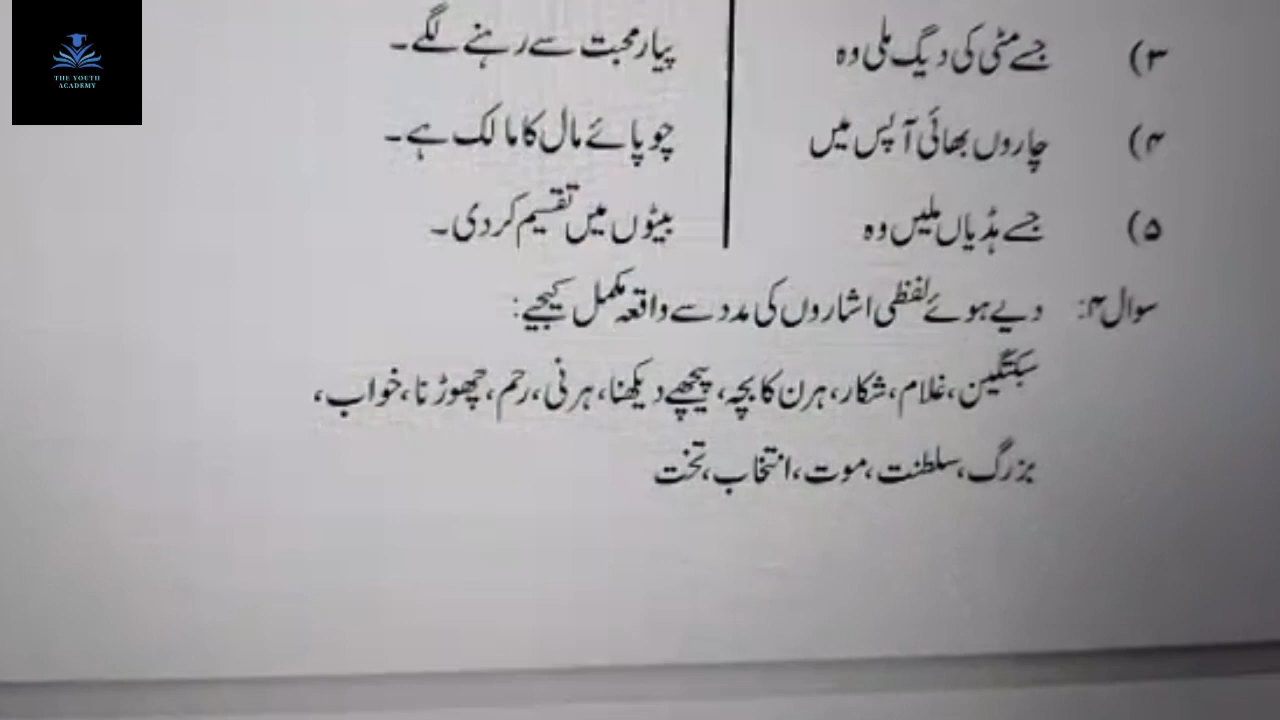 THE YOUTH
ACADEMY
۳) جسے مٹی کی دیگ ملی وہ پیار محبت سے رہنے لگے۔
۴) چاروں بھائی آپس میں چوپائے مال کا مالک ہے۔
۵) جسے ہڈیاں ملیں وہ بیٹوں میں تقسیم کر دی۔
سوال ۴: دیے ہوئے لفظی اشاروں کی مدد سے واقعہ مکمل کیجیے:
سبکتگین، غلام، شکار، ہرن کا بچہ، پیچھے دیکھنا، ہرنی، رحم، چھوڑنا، خواب،
بزرگ، سلطنت، موت، انتخاب، تخت